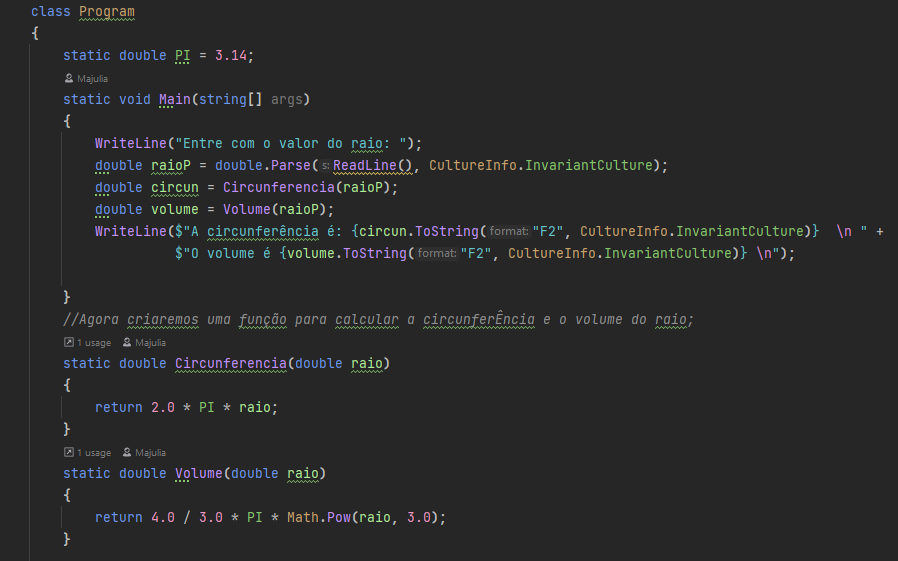 class Program
{
static double PI = 3.14;
Majulia
static void Main(string[] args)
{
WriteLine("Entre com o valor do raio: ");
double raioP = double.Parse(s:ReadLine(), CultureInfo.InvariantCulture);
double circun = Circunferencia(raioP);
double volume = Volume(raioP);
WriteLine($"A circunferência é: {circun.ToString(format:"F2", CultureInfo.InvariantCulture)}  \n " +
$"O volume é {volume.ToString(format:"F2", CultureInfo.InvariantCulture)} \n");
}
//Agora criaremos uma função para calcular a circunferÊncia e o volume do raio;
1 usage Majulia
static double Circunferencia(double raio)
{
return 2.0 * PI * raio;
}
1 usage Majulia
static double Volume(double raio)
{
return 4.0 / 3.0 * PI * Math.Pow(raio, 3.0);
}